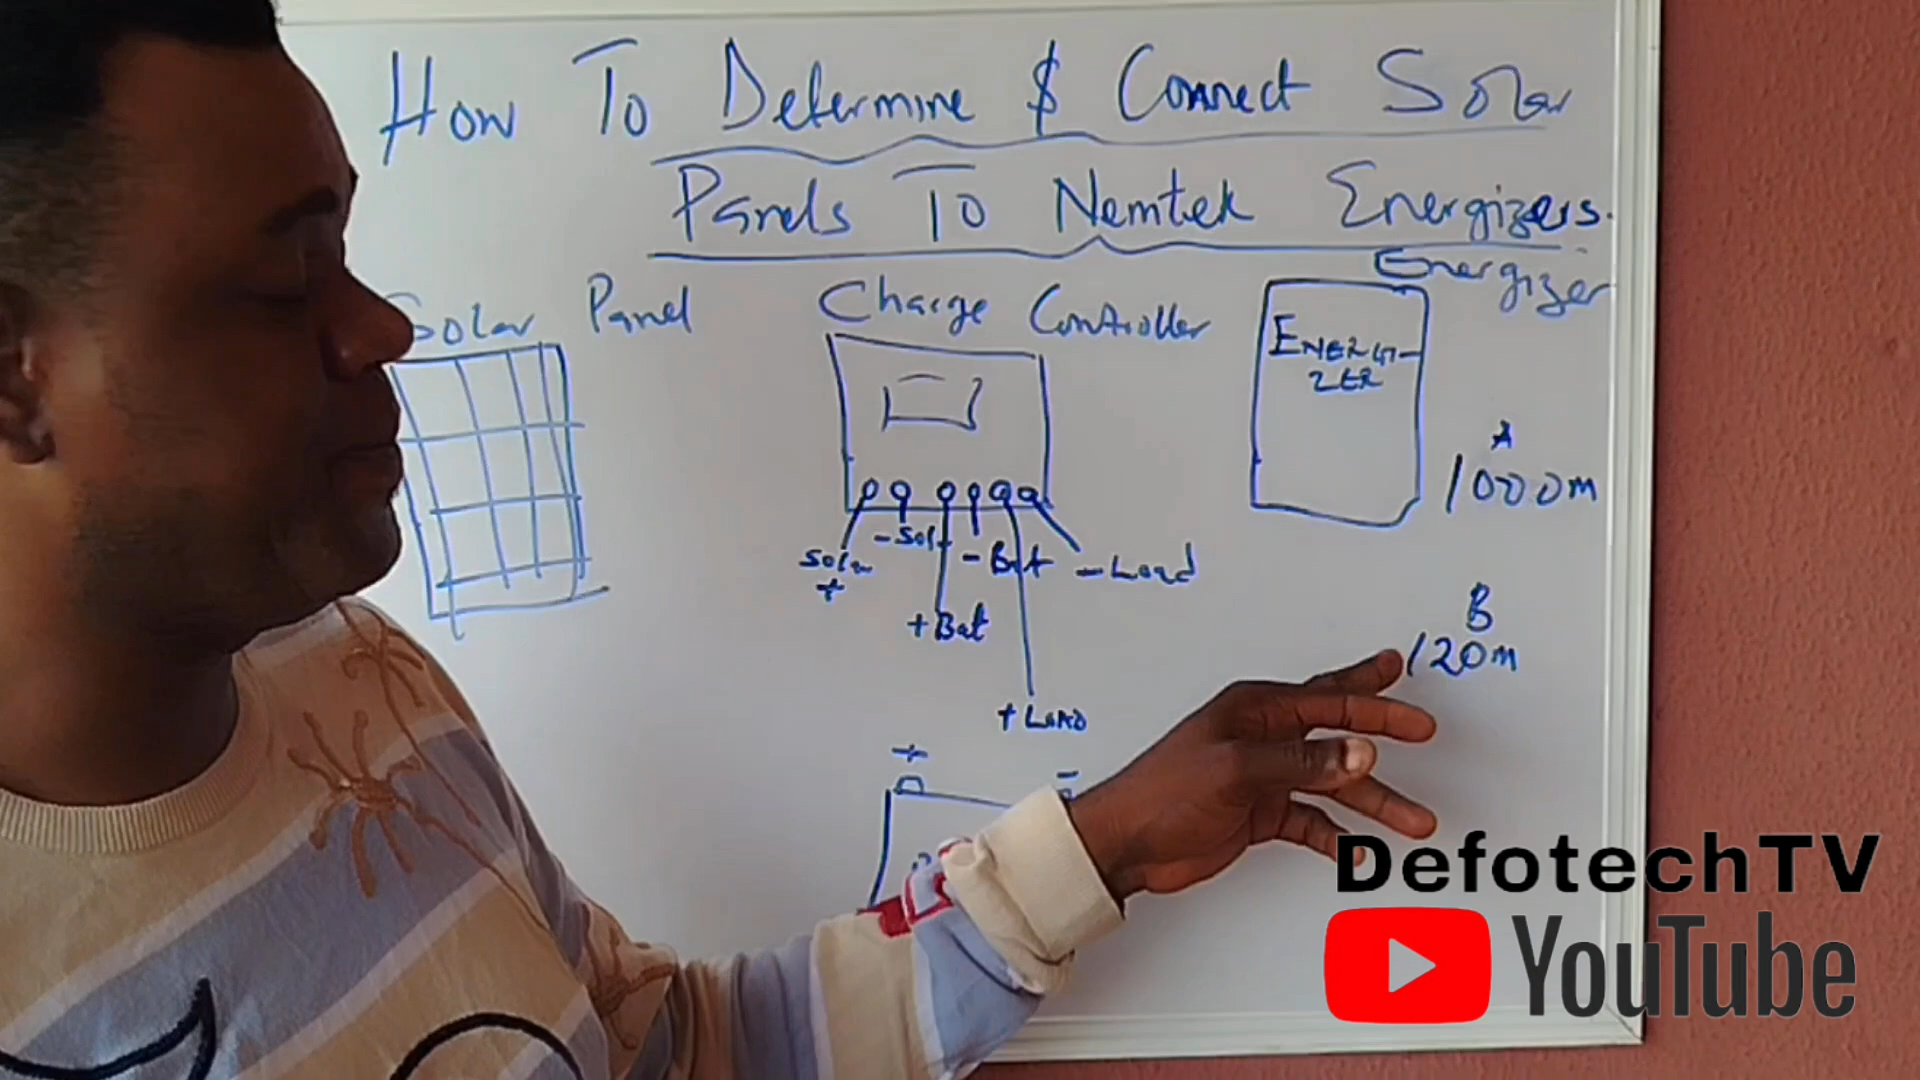 How To Determine $ Connect Solar
Panels To Nemtek Energizers.
Solar Panel
Charge Controller
Energizer
ENERGI-
ZER
A
1000m
Solar
+
- Sol
+ Bat
- Bat
- Load
+ LOAD
B
120m
+
-
DefotechTV
YouTube